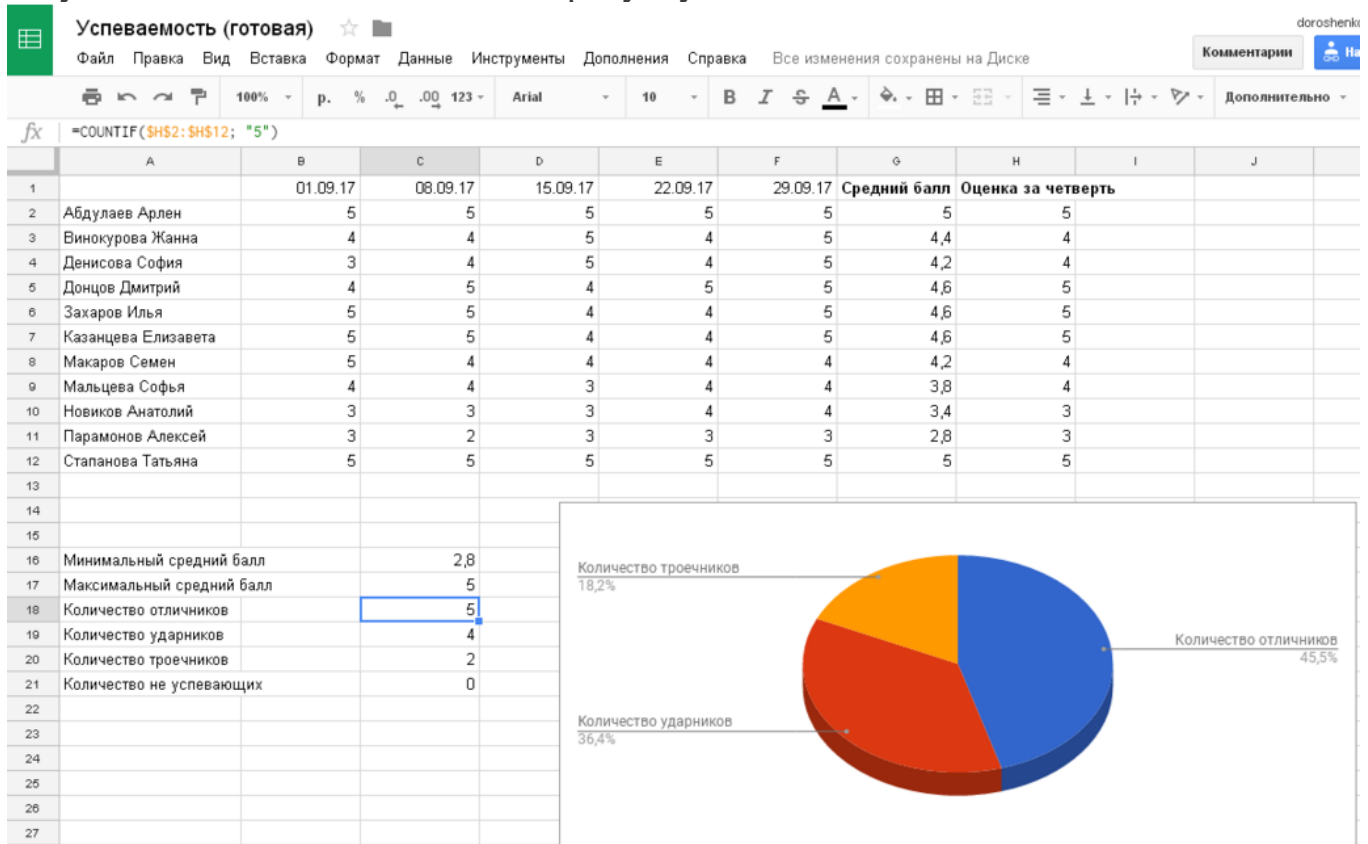 Успеваемость (готовая)
doroshenko
Файл Правка Вид Вставка Формат Данные Инструменты Дополнения Справка Все изменения сохранены на Диске
Комментарии
На
100% р. % .0 .00 123 Arial 10 B I S A Дополнительно
fx =COUNTIF($H$2:$H$12; "5")
A B C D E F G H I J
1 01.09.17 08.09.17 15.09.17 22.09.17 29.09.17 Средний балл Оценка за четверть
2 Абдулаев Арлен 5 5 5 5 5 5 5
3 Винокурова Жанна 4 4 5 4 5 4,4 4
4 Денисова София 3 4 5 4 5 4,2 4
5 Донцов Дмитрий 4 5 4 5 5 4,6 5
6 Захаров Илья 5 5 4 4 5 4,6 5
7 Казанцева Елизавета 5 5 4 4 5 4,6 5
8 Макаров Семен 5 4 4 4 4 4,2 4
9 Мальцева Софья 4 4 3 4 4 3,8 4
10 Новиков Анатолий 3 3 3 4 4 3,4 3
11 Парамонов Алексей 3 2 3 3 3 2,8 3
12 Стапанова Татьяна 5 5 5 5 5 5 5
13
14
15
16 Минимальный средний балл 2,8
17 Максимальный средний балл 5
18 Количество отличников 5
19 Количество ударников 4
20 Количество троечников 2
21 Количество не успевающих 0
22
23
24
25
26
27
Количество троечников
18,2%
Количество отличников
45,5%
Количество ударников
36,4%